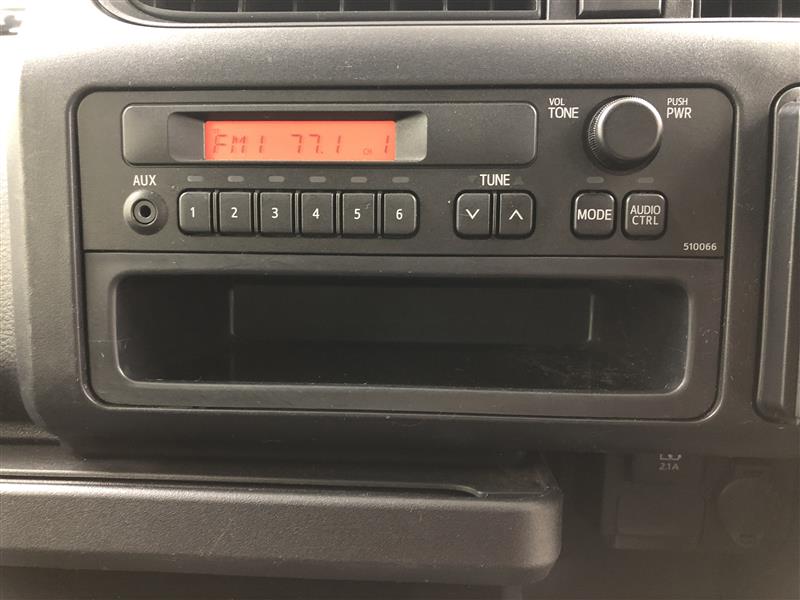 FM1 77.1 CH 1
VOL
TONE
PUSH
PWR
AUX
TUNE
1 2 3 4 5 6
MODE
AUDIO
CTRL
510066
2.1A